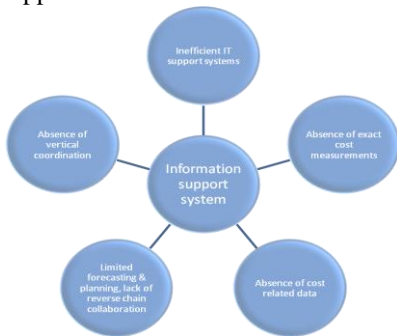 Inefficient IT
support systems
Absence of
vertical
coordination
Absence of exact
cost
measurements
Information
support
system
Limited
forecasting &
planning, lack of
reverse chain
collaboration
Absence of cost
related data